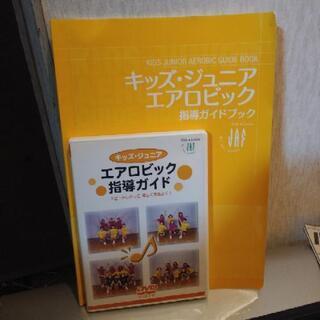 KIDS JUNIOR AEROBIC GUIDE BOOK
キッズ・ジュニア
エアロビック
指導ガイドブック
JAF
キッズ・ジュニア
エアロビック
指導ガイド
DVD